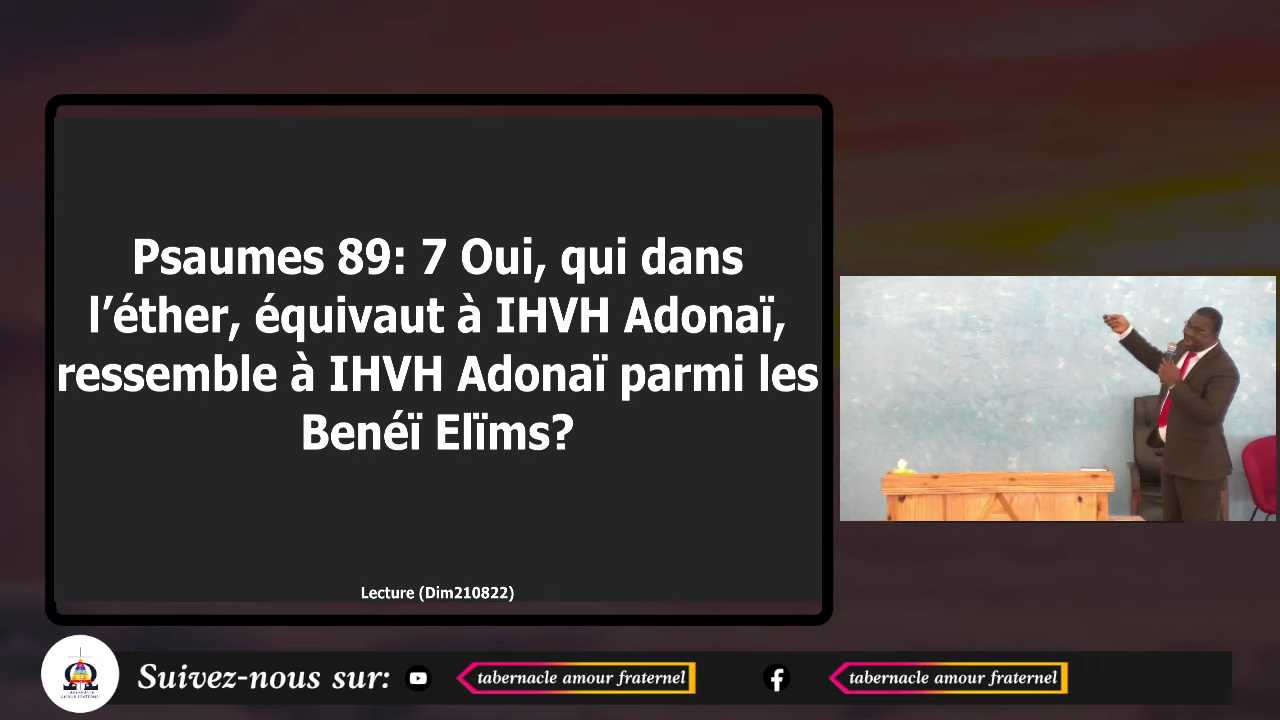 Psaumes 89: 7 Oui, qui dans
l’éther, équivaut à IHVH Adonaï,
ressemble à IHVH Adonaï parmi les
Benéï Elïms?
Lecture (Dim210822)
Suivez-nous sur:
tabernacle amour fraternel
tabernacle amour fraternel